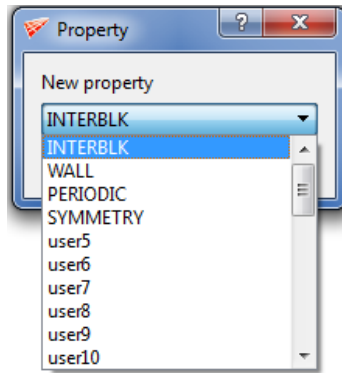 Property
?
X
New property
INTERBLK
INTERBLK
WALL
PERIODIC
SYMMETRY
user5
user6
user7
user8
user9
user10